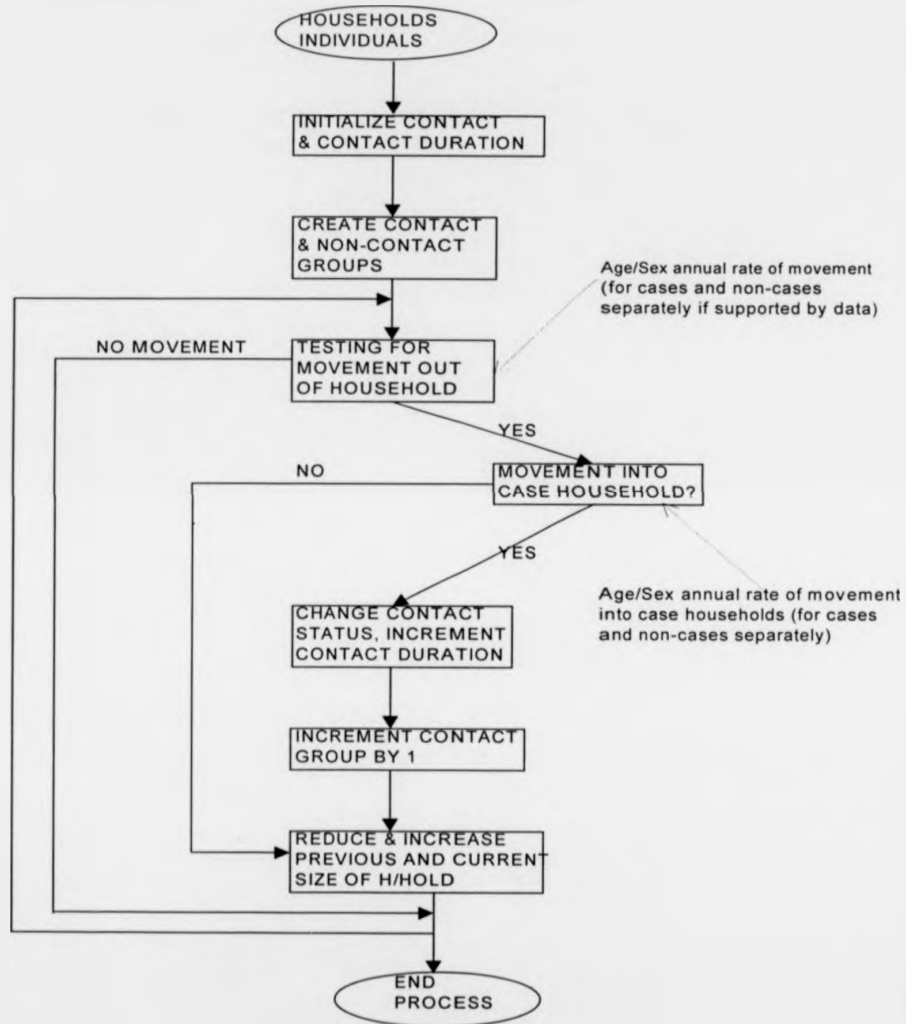 HOUSEHOLDS
INDIVIDUALS
INITIALIZE CONTACT
& CONTACT DURATION
CREATE CONTACT
& NON-CONTACT
GROUPS
Age/Sex annual rate of movement
(for cases and non-cases
separately if supported by data)
NO MOVEMENT
TESTING FOR
MOVEMENT OUT
OF HOUSEHOLD
YES
NO
MOVEMENT INTO
CASE HOUSEHOLD?
YES
Age/Sex annual rate of movement
into case households (for cases
and non-cases separately)
CHANGE CONTACT
STATUS, INCREMENT
CONTACT DURATION
INCREMENT CONTACT
GROUP BY 1
REDUCE & INCREASE
PREVIOUS AND CURRENT
SIZE OF H/HOLD
END
PROCESS